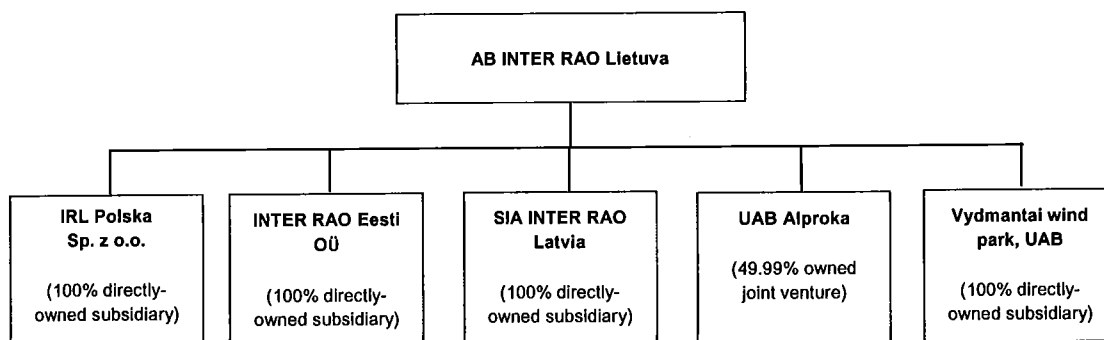 AB INTER RAO Lietuva
IRL Polska
Sp. z o.o.
(100% directly-
owned subsidiary)
INTER RAO Eesti
OÜ
(100% directly-
owned subsidiary)
SIA INTER RAO
Latvia
(100% directly-
owned subsidiary)
UAB Alproka
(49.99% owned
joint venture)
Vydmantai wind
park, UAB
(100% directly-
owned subsidiary)